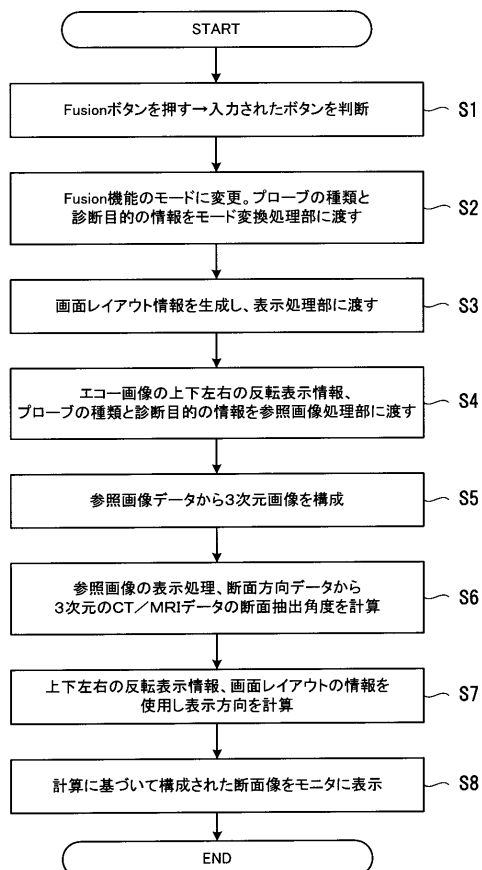 START
Fusionボタンを押す→入力されたボタンを判断
S1
Fusion機能のモードに変更。プローブの種類と
診断目的の情報をモード変換処理部に渡す
S2
画面レイアウト情報を生成し、表示処理部に渡す
S3
エコー画像の上下左右の反転表示情報、
プローブの種類と診断目的の情報を参照画像処理部に渡す
S4
参照画像データから3次元画像を構成
S5
参照画像の表示処理、断面方向データから
3次元のCT/MRIデータの断面抽出角度を計算
S6
上下左右の反転表示情報、画面レイアウトの情報を
使用し表示方向を計算
S7
計算に基づいて構成された断面像をモニタに表示
S8
END